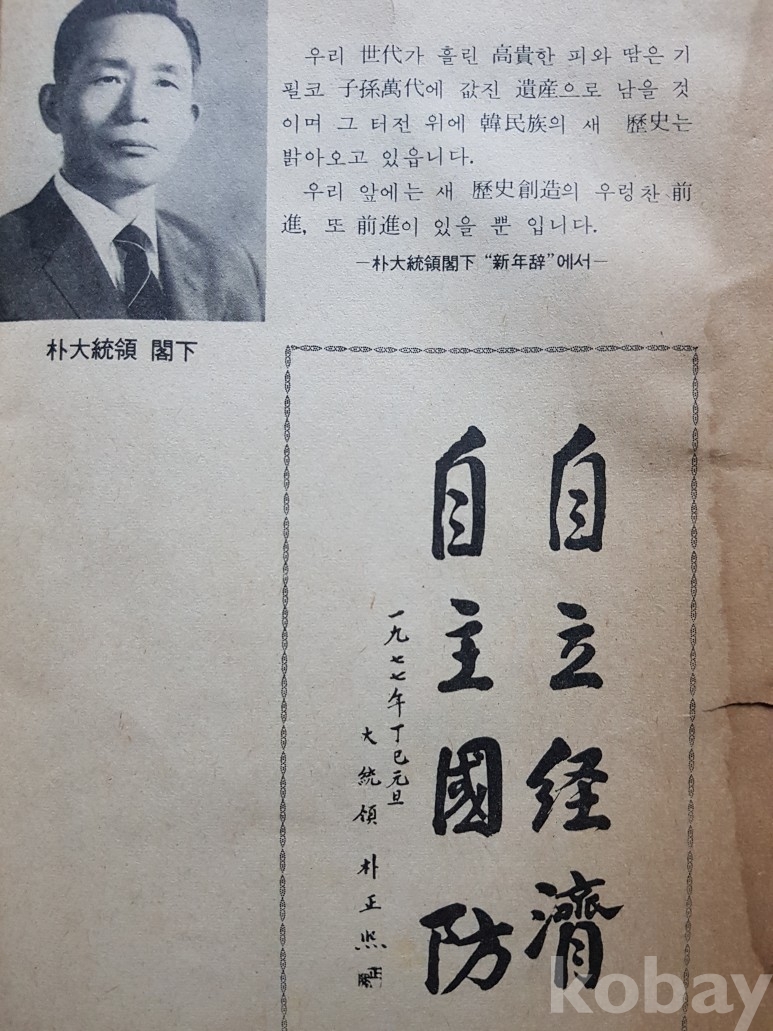 우리 世代가 흘린 高貴한 피와 땀은 기
필코 子孫萬代에 값진 遺産으로 남을 것
이며 그 터전 위에 韓民族의 새 歷史는
밝아오고 있읍니다.
우리 앞에는 새 歷史創造의 우렁찬 前
進, 또 前進이 있을 뿐 입니다.
—朴大統領閣下 “新年辞”에서—
朴大統領 閣下
自立経濟
自主國防
一九七七年 丁巳元旦
大統領 朴正熙
kobay